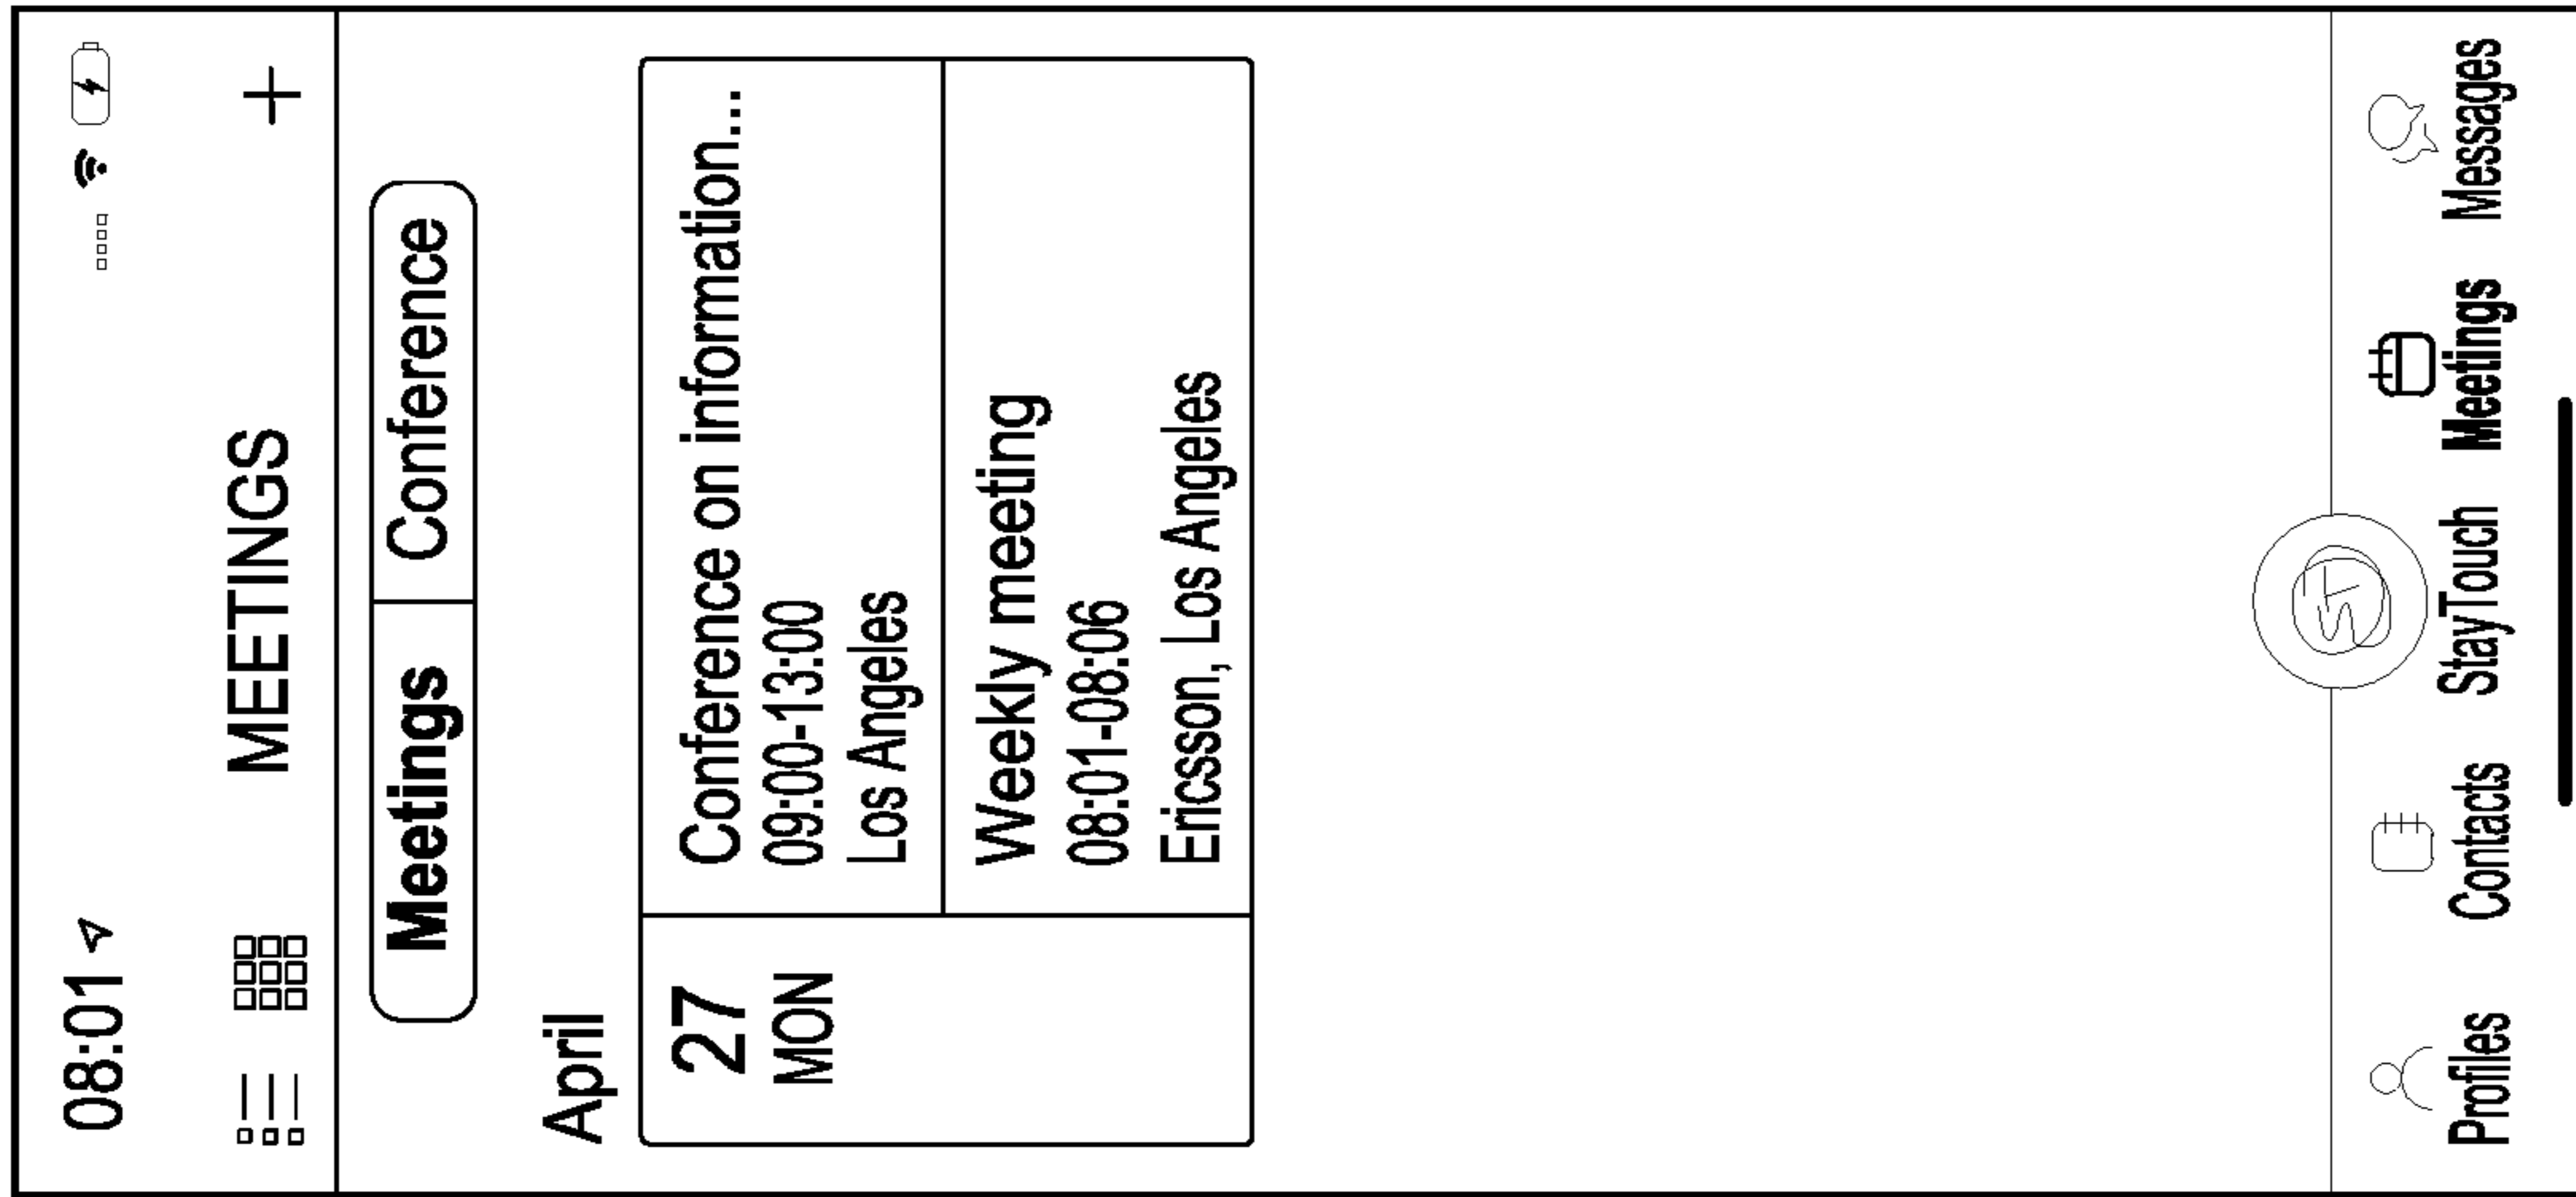 08:01
MEETINGS
Meetings Conference
April
27
MON
Conference on information...
09:00-13:00
Los Angeles
Weekly meeting
08:01-08:06
Ericsson, Los Angeles
Profiles Contacts StayTouch Meetings Messages